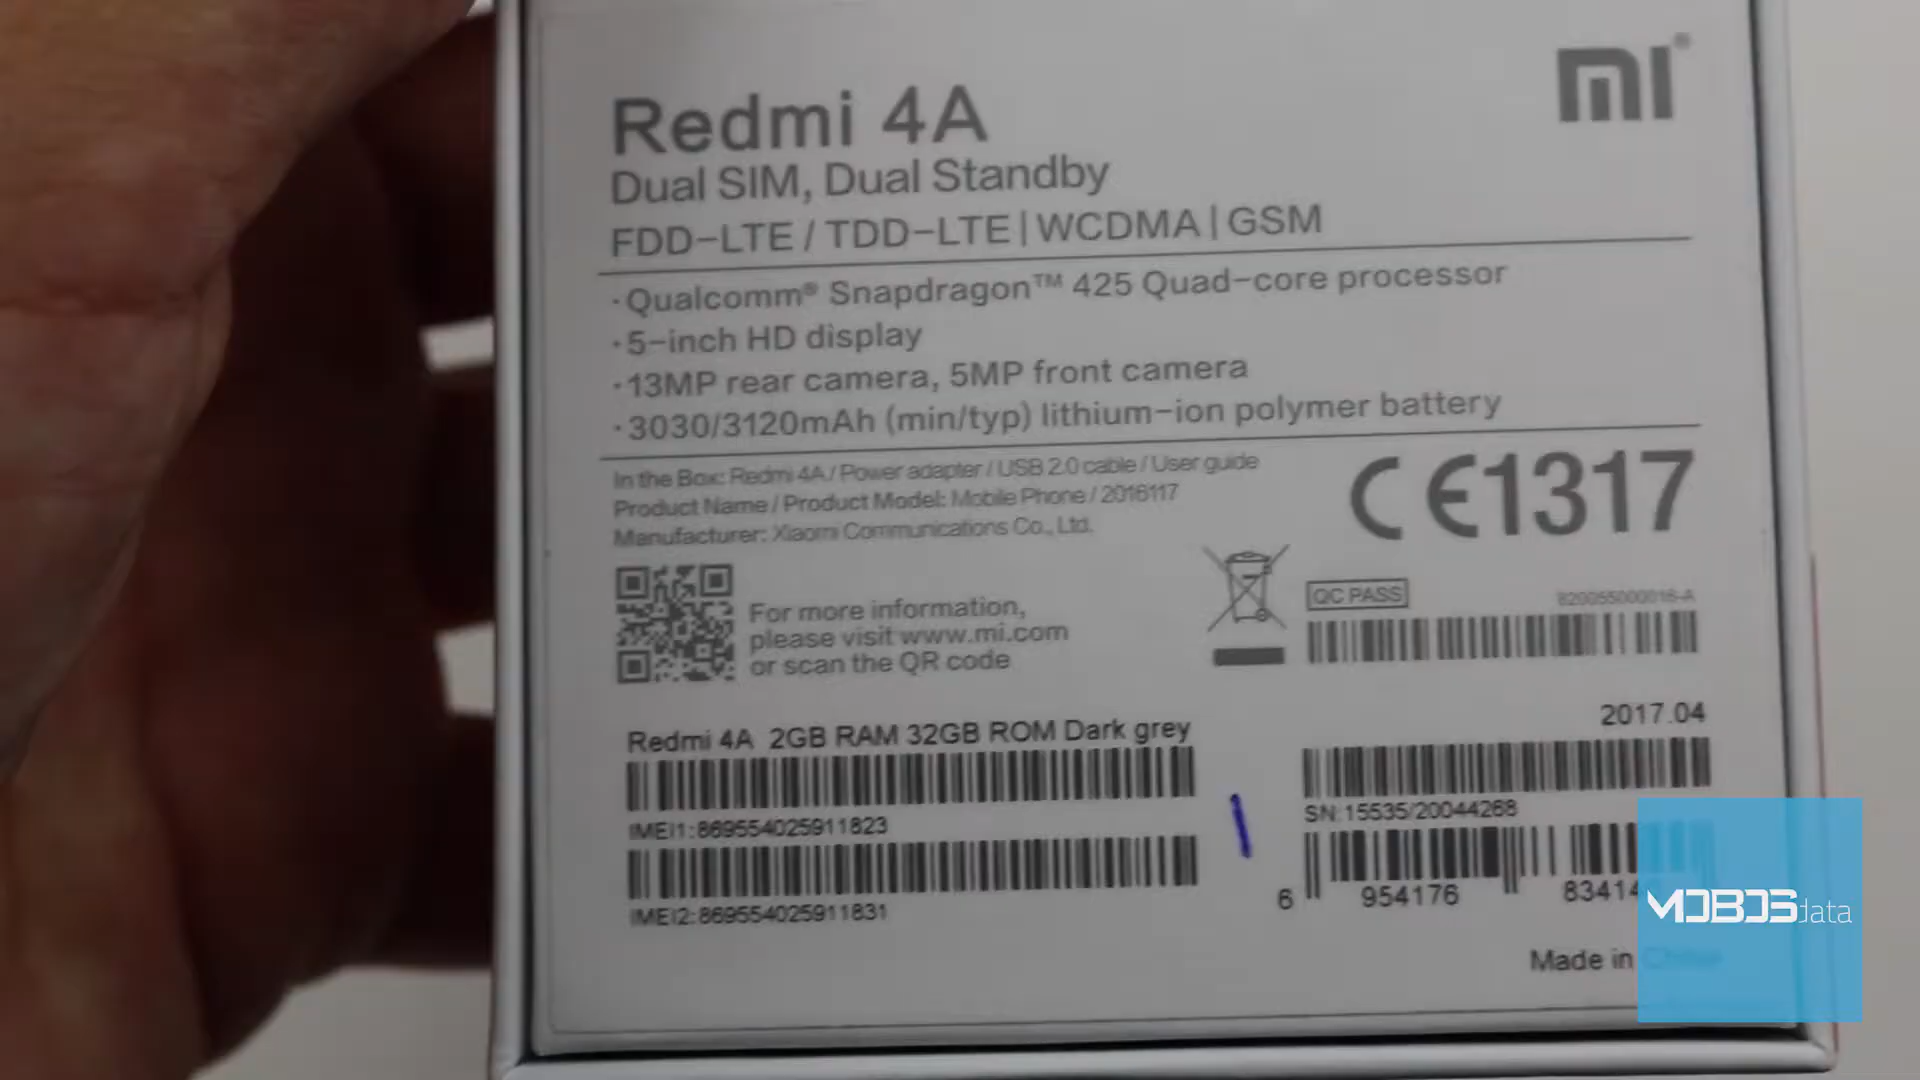 mi
Redmi 4A
Dual SIM, Dual Standby
FDD-LTE / TDD-LTE | WCDMA | GSM
·Qualcomm® Snapdragon™ 425 Quad-core processor
·5-inch HD display
·13MP rear camera, 5MP front camera
·3030/3120mAh (min/typ) lithium-ion polymer battery
In the Box: Redmi 4A / Power adapter / USB 2.0 cable / User guide
Product Name / Product Model: Mobile Phone / 2016117
Manufacturer: Xiaomi Communications Co., Ltd.
CE1317
For more information,
please visit www.mi.com
or scan the QR code
QC PASS
820055000016-A
Redmi 4A 2GB RAM 32GB ROM Dark grey
2017.04
IMEI1:869554025911823
SN:15535/20044268
IMEI2:869554025911831
6 954176 83414
MOBOSdata
Made in China